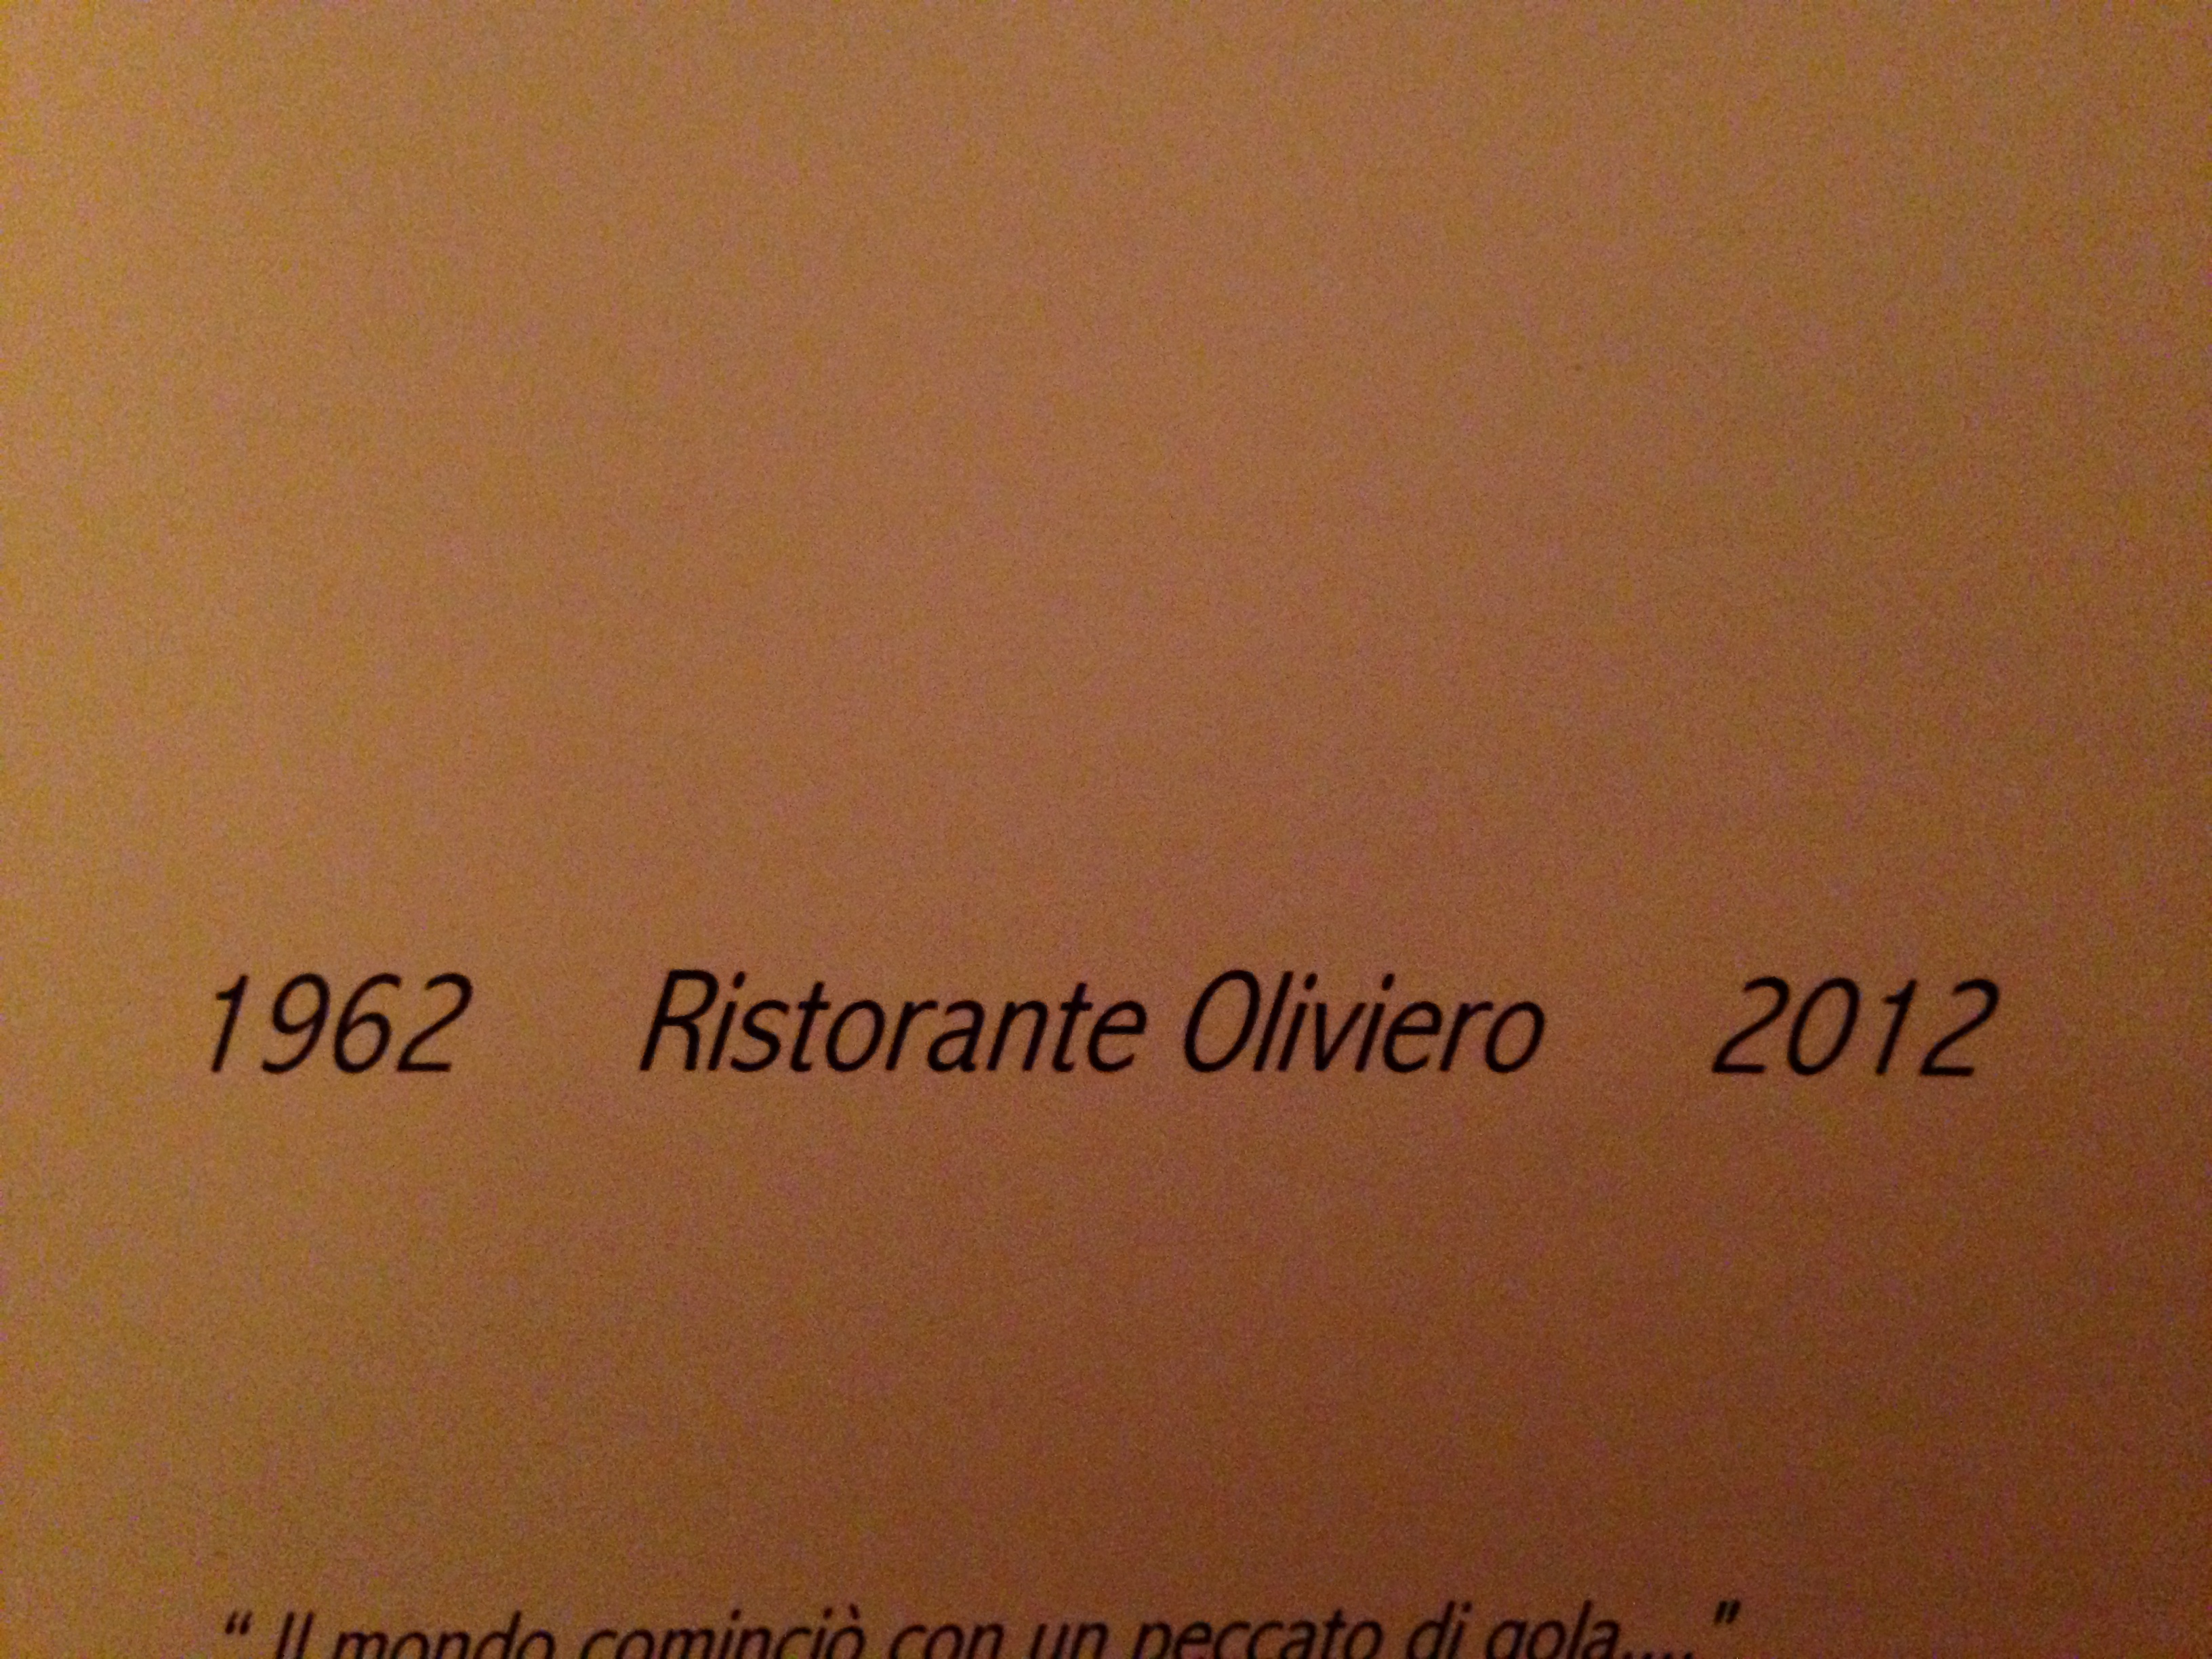 1962 Ristorante Oliviero 2012
“ Il mondo cominciò con un peccato di gola....”